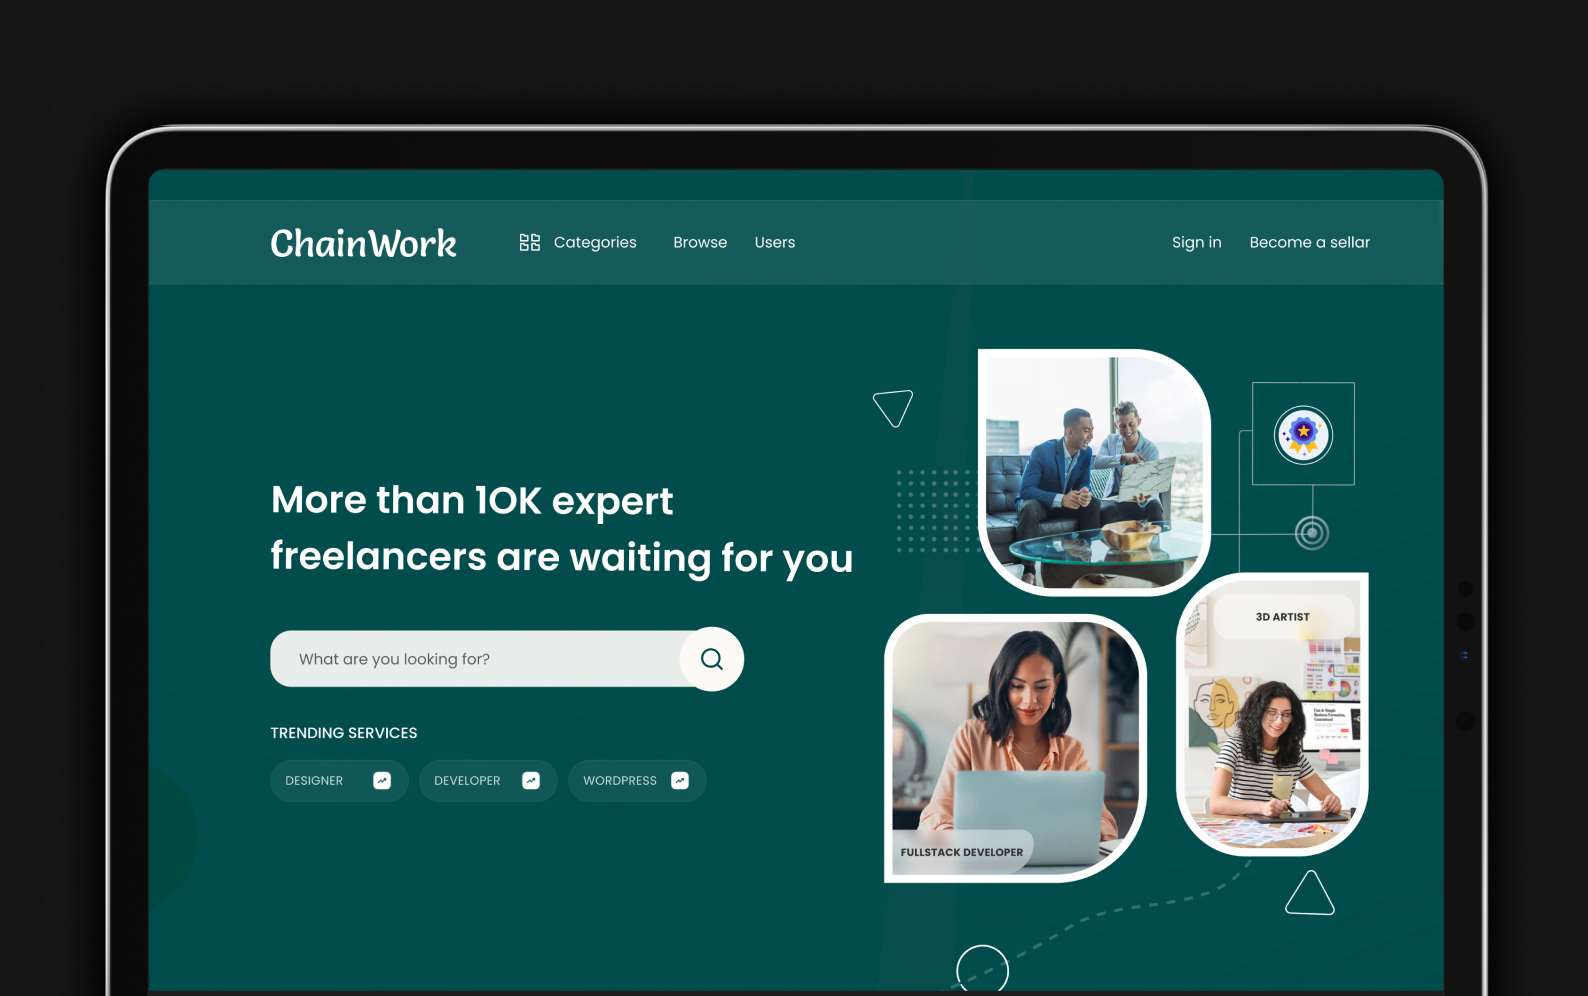 ChainWork
Categories
Browse
Users
Sign in
Become a sellar
More than 10K expert
freelancers are waiting for you
What are you looking for?
TRENDING SERVICES
DESIGNER
DEVELOPER
WORDPRESS
3D ARTIST
FULLSTACK DEVELOPER